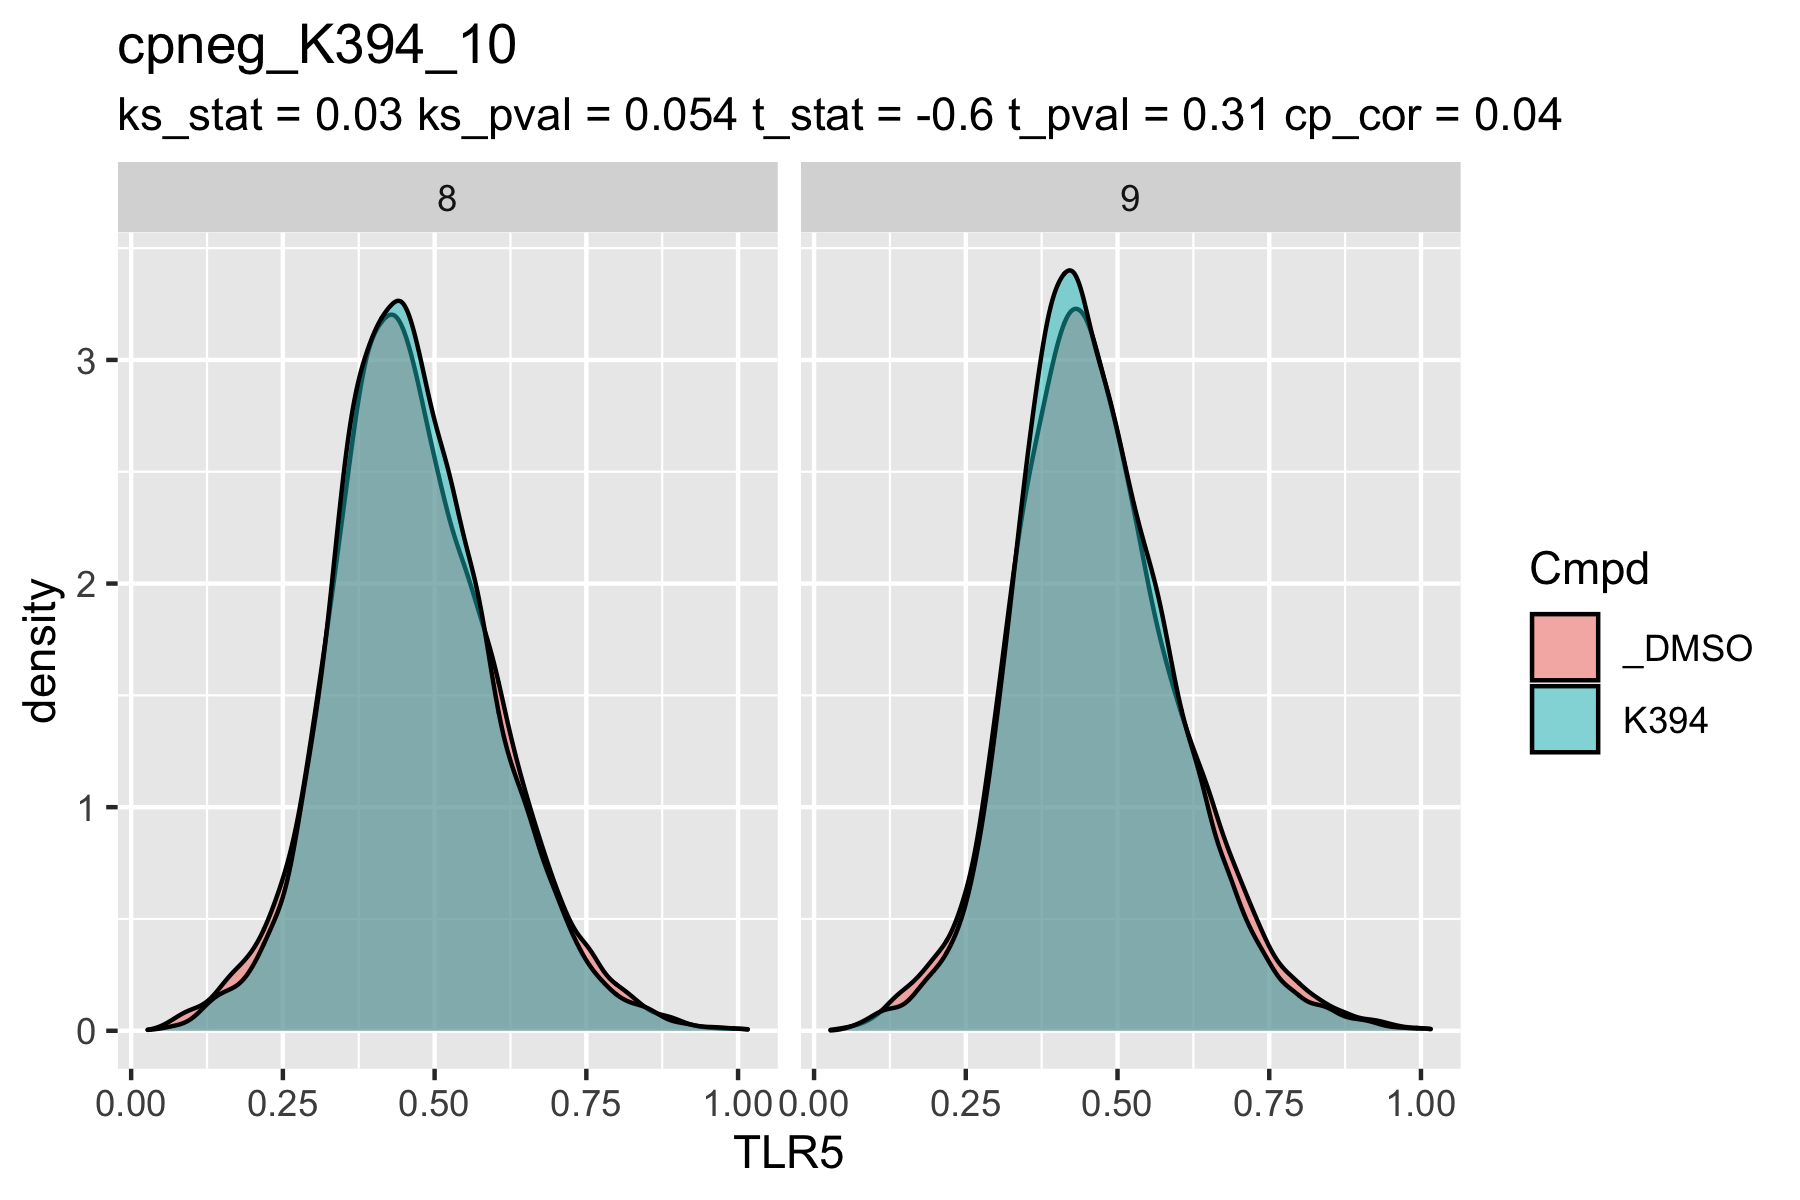 cpneg_K394_10
ks_stat = 0.03 ks_pval = 0.054 t_stat = -0.6 t_pval = 0.31 cp_cor = 0.04
8 9
3
2
1
0
density
0.00 0.25 0.50 0.75 1.00 0.00 0.25 0.50 0.75 1.00
TLR5
Cmpd
_DMSO
K394